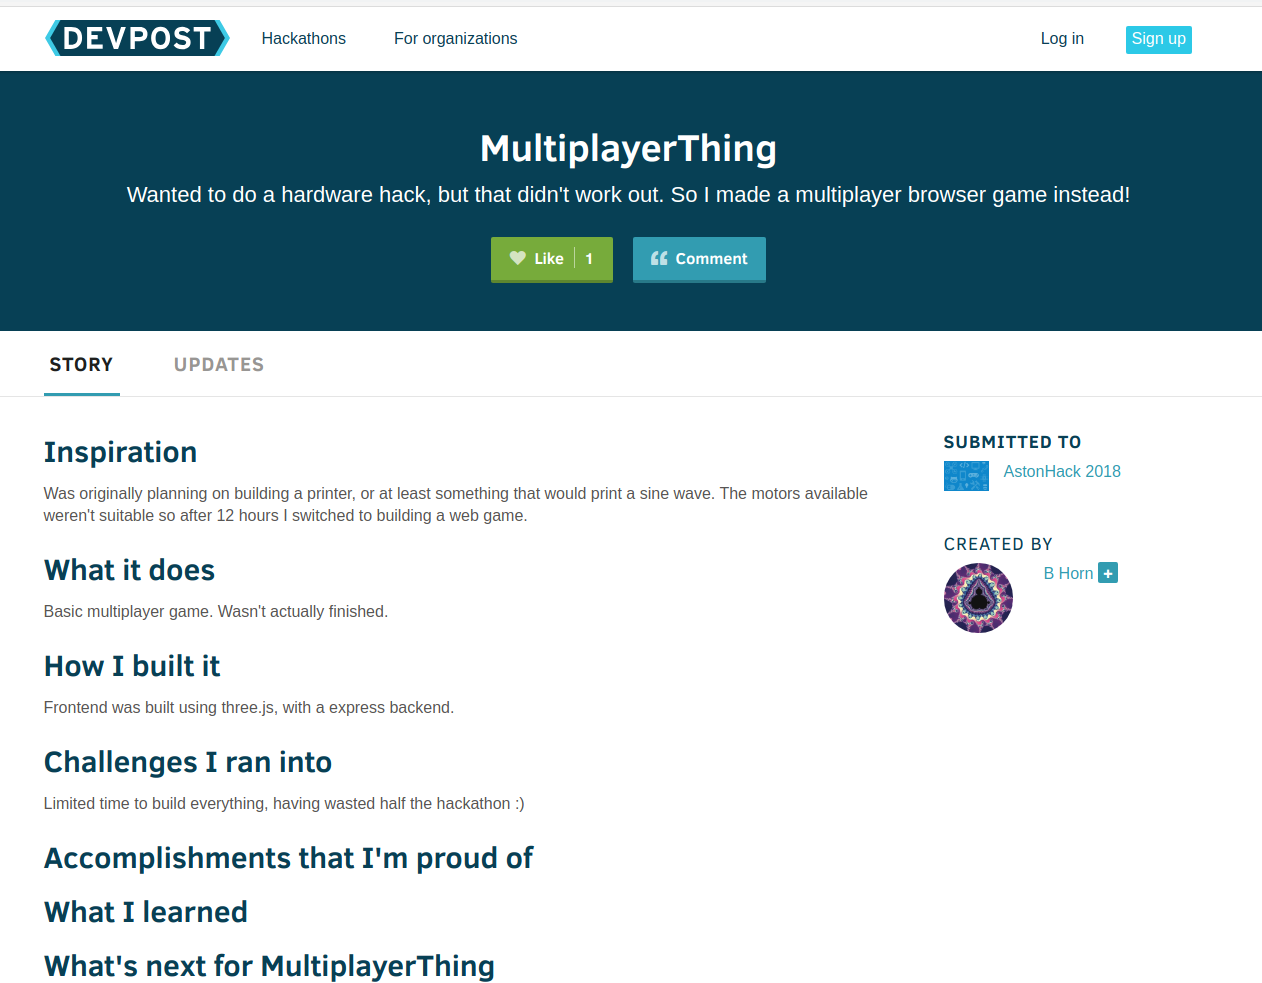 DEVPOST
Hackathons
For organizations
Log in
Sign up
MultiplayerThing
Wanted to do a hardware hack, but that didn't work out. So I made a multiplayer browser game instead!
Like 1
Comment
STORY
UPDATES
Inspiration
Was originally planning on building a printer, or at least something that would print a sine wave. The motors available
weren't suitable so after 12 hours I switched to building a web game.
What it does
Basic multiplayer game. Wasn't actually finished.
How I built it
Frontend was built using three.js, with a express backend.
Challenges I ran into
Limited time to build everything, having wasted half the hackathon :)
Accomplishments that I'm proud of
What I learned
What's next for MultiplayerThing
SUBMITTED TO
AstonHack 2018
CREATED BY
B Horn +